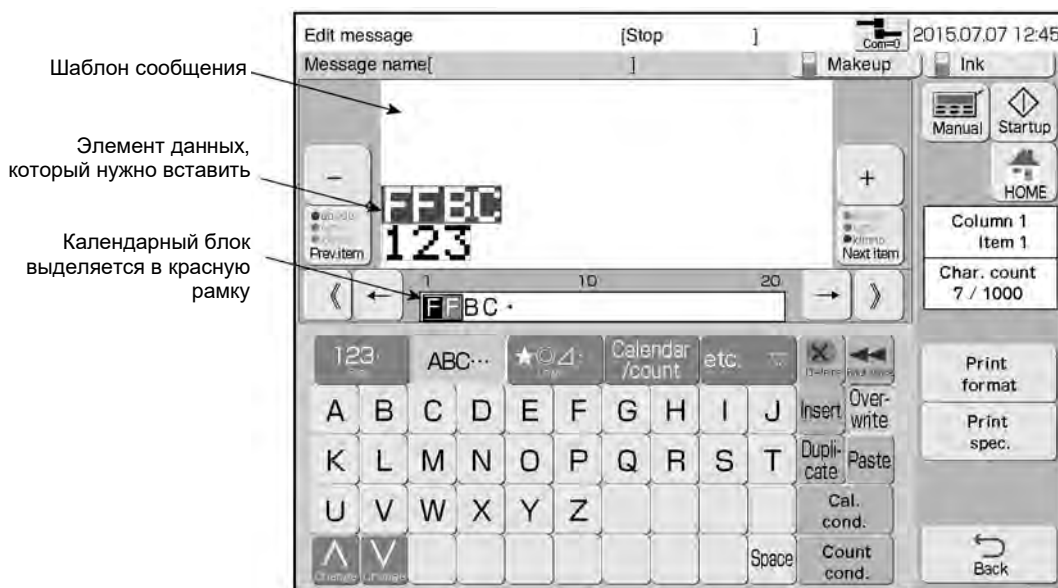 Edit message [Stop ] Com=0 2015.07.07 12:45
Message name[ ] Makeup Ink
Шаблон сообщения
Manual Startup
HOME
Элемент данных,
который нужно вставить
− +
FFBC
123
Prev.item Next item
Column 1
Item 1
Char. count
7 / 1000
Календарный блок
выделяется в красную
рамку
1 10 20
《 ← FFBC· → 》
123 ABC… ★○⊿ Calendar
/count etc.
A B C D E F G H I J Insert Over-
write
K L M N O P Q R S T Dupli-
cate Paste
U V W X Y Z Cal.
cond.
Change Change Space Count
cond.
Print
format
Print
spec.
Back